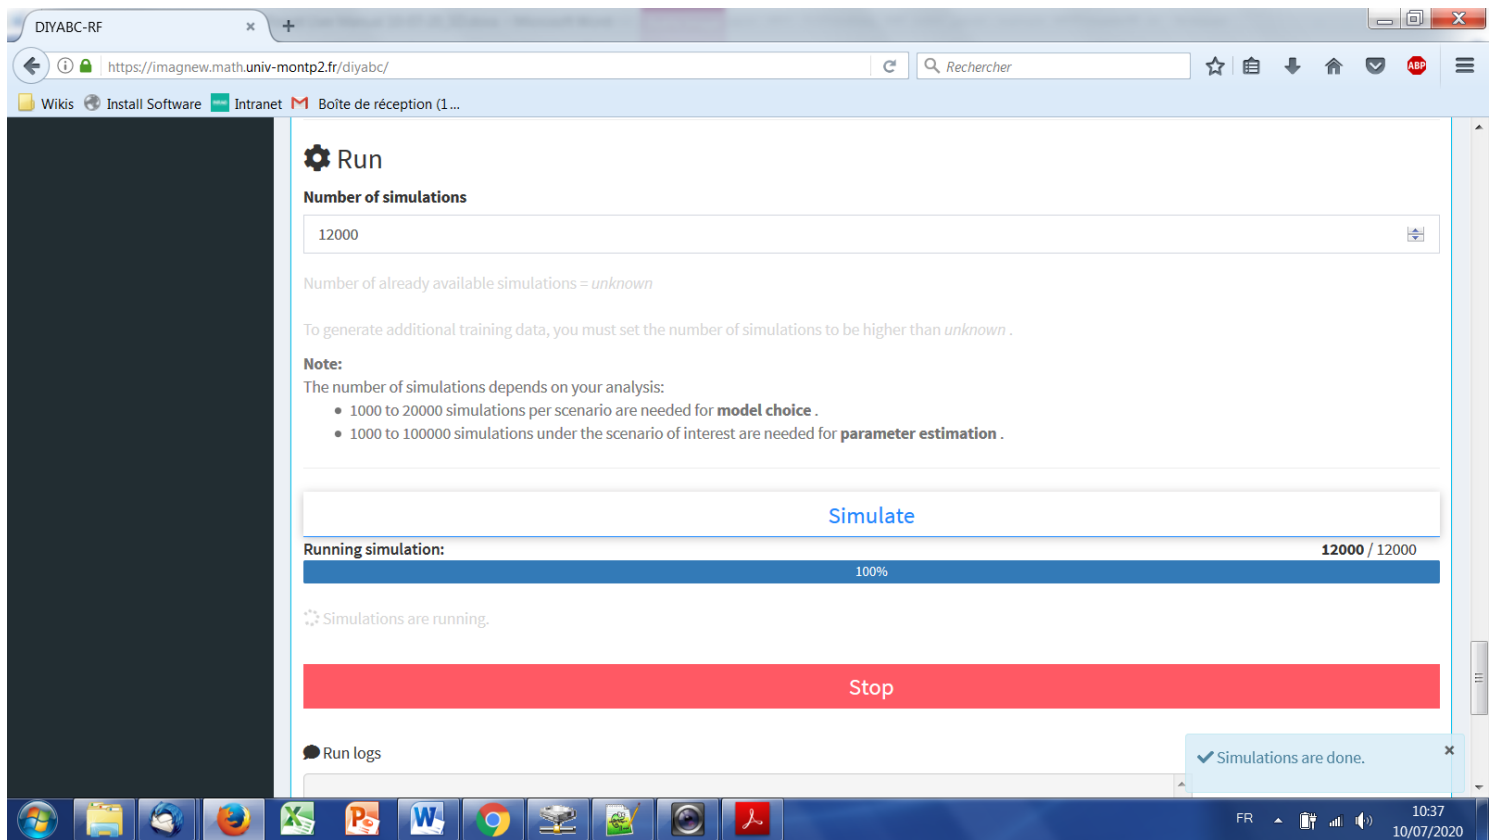 DIYABC-RF
https://imagnew.math.univ-montp2.fr/diyabc/
Rechercher
ABP
Wikis
Install Software
Intranet
Boîte de réception (1...
Run
Number of simulations
12000
Number of already available simulations = unknown
To generate additional training data, you must set the number of simulations to be higher than unknown .
Note:
The number of simulations depends on your analysis:
1000 to 20000 simulations per scenario are needed for model choice .
1000 to 100000 simulations under the scenario of interest are needed for parameter estimation .
Simulate
Running simulation:
12000 / 12000
100%
Simulations are running.
Stop
Run logs
Simulations are done.
FR
10:37
10/07/2020